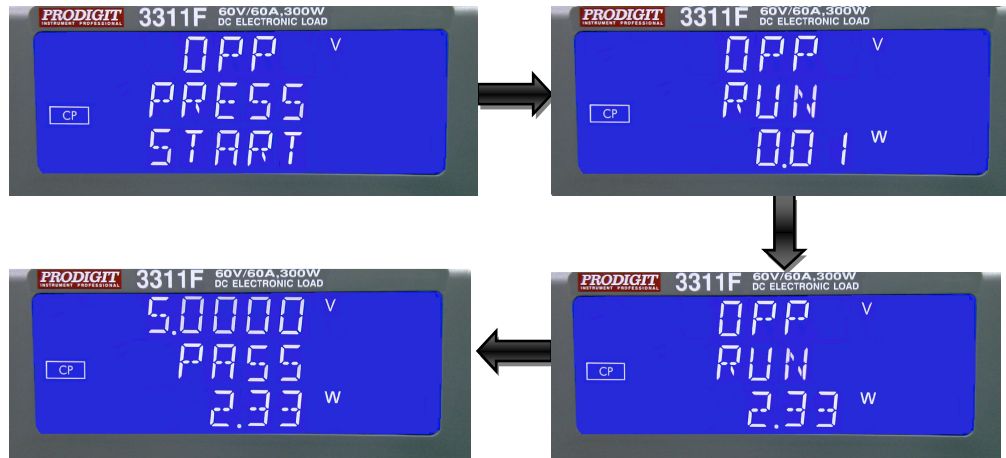 PRODIGIT 3311F 60V/60A,300W
INSTRUMENT PROFESSIONAL DC ELECTRONIC LOAD
OPP V
PRESS
CP
START
PRODIGIT 3311F 60V/60A,300W
INSTRUMENT PROFESSIONAL DC ELECTRONIC LOAD
OPP V
RUN
CP
0.01 W
PRODIGIT 3311F 60V/60A,300W
INSTRUMENT PROFESSIONAL DC ELECTRONIC LOAD
5.0000 V
PASS
CP
2.33 W
PRODIGIT 3311F 60V/60A,300W
INSTRUMENT PROFESSIONAL DC ELECTRONIC LOAD
OPP V
RUN
CP
2.33 W